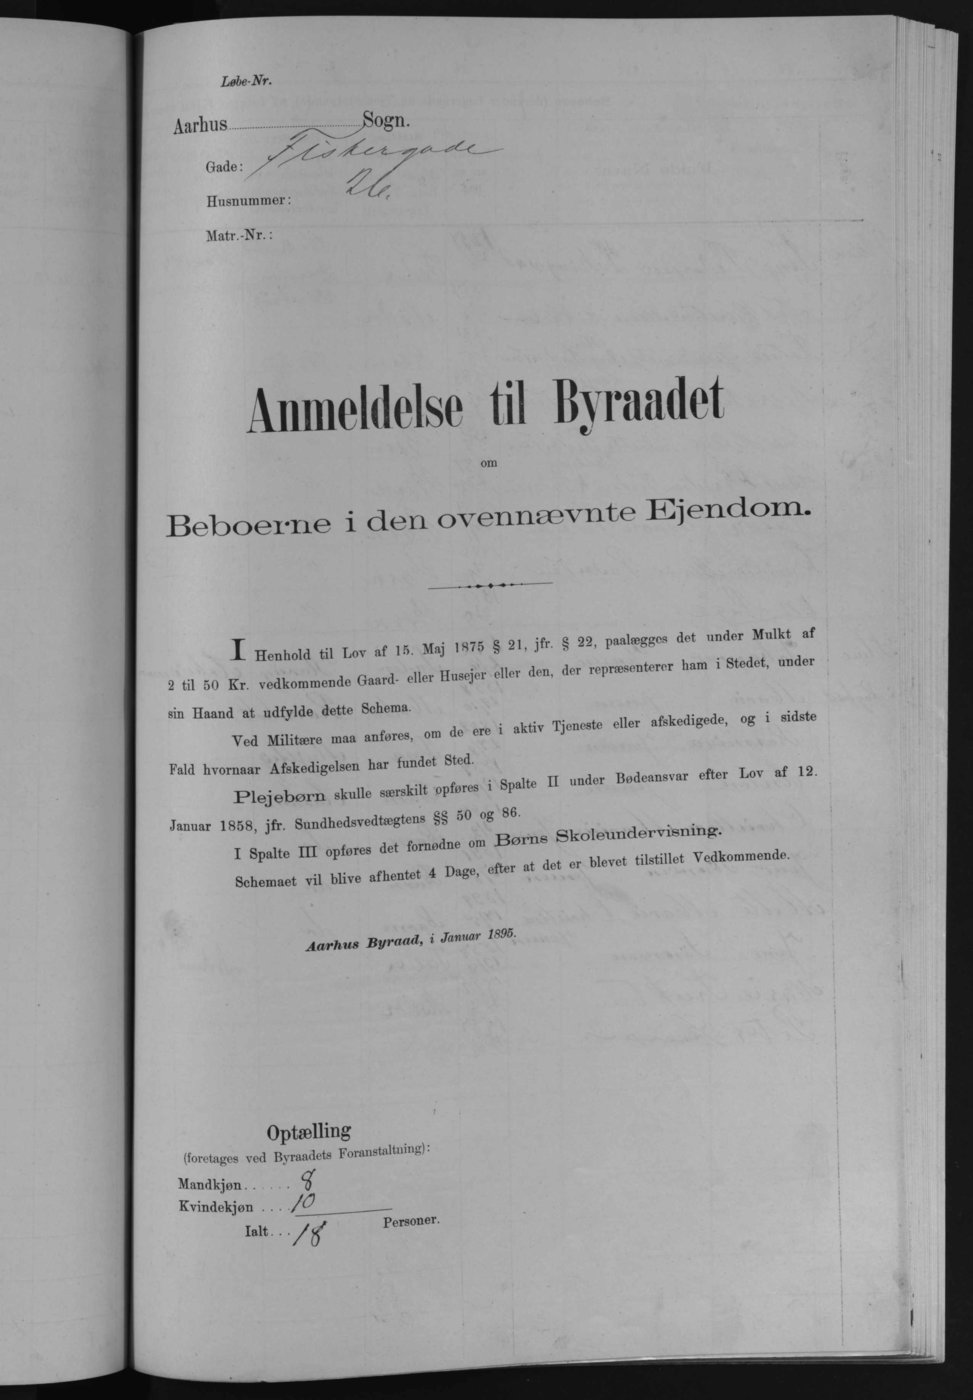 Løbe-Nr.
Aarhus Sogn.
Gade: Fiskergade
Husnummer: 26.
Matr.-Nr.:
Anmeldelse til Byraadet
om
Beboerne i den ovennævnte Ejendom.
I Henhold til Lov af 15. Maj 1875 § 21, jfr. § 22, paalægges det under Mulkt af
2 til 50 Kr. vedkommende Gaard- eller Husejer eller den, der repræsenterer ham i Stedet, under
sin Haand at udfylde dette Schema.
Ved Militære maa anføres, om de ere i aktiv Tjeneste eller afskedigede, og i sidste
Fald hvornaar Afskedigelsen har fundet Sted.
Plejebørn skulle særskilt opføres i Spalte II under Bødeansvar efter Lov af 12.
Januar 1858, jfr. Sundhedsvedtægtens §§ 50 og 86.
I Spalte III opføres det fornødne om Børns Skoleundervisning.
Schemaet vil blive afhentet 4 Dage, efter at det er blevet tilstillet Vedkommende.
Aarhus Byraad, i Januar 1895.
Optælling
(foretages ved Byraadets Foranstaltning):
Mandkjøn...... 8
Kvindekjøn .... 10
Ialt... 18 Personer.